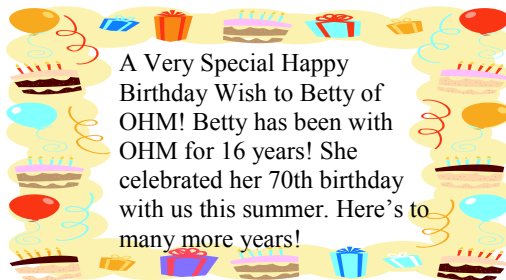 A Very Special Happy
Birthday Wish to Betty of
OHM! Betty has been with
OHM for 16 years! She
celebrated her 70th birthday
with us this summer. Here’s to
many more years!